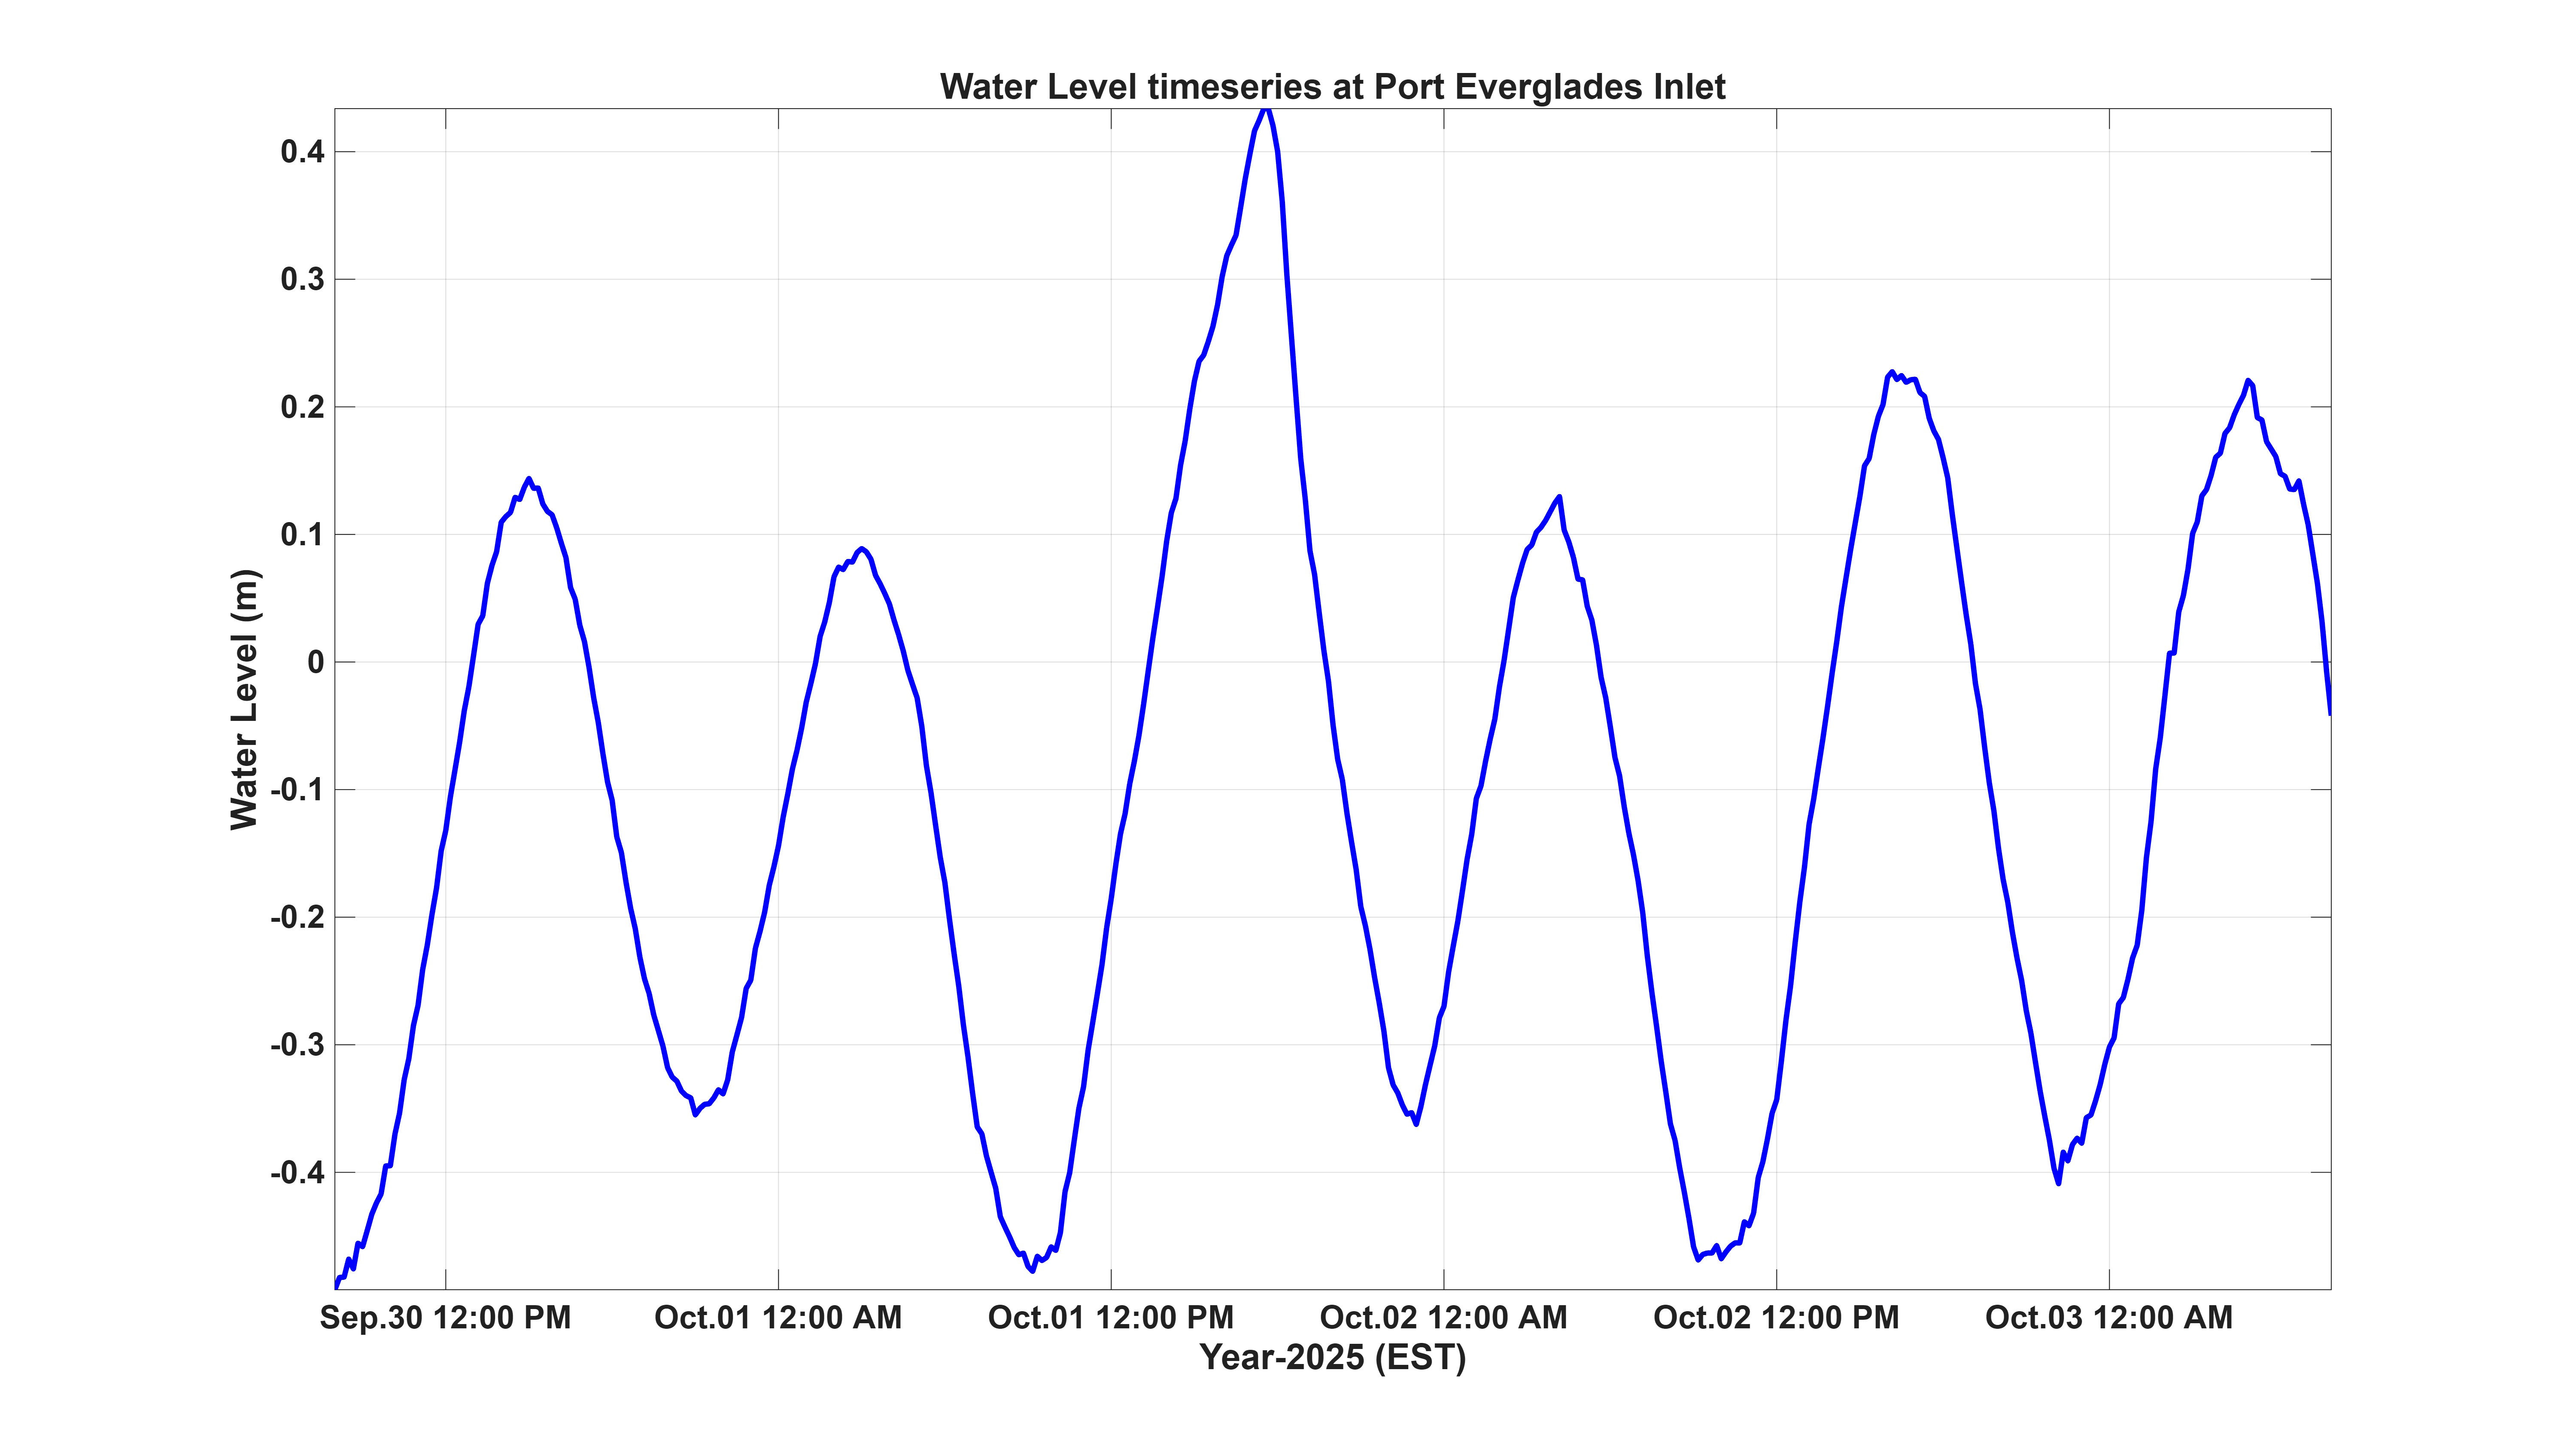 Water Level timeseries at Port Everglades Inlet
0.4
0.3
0.2
0.1
0
-0.1
-0.2
-0.3
-0.4
Water Level (m)
Sep.30 12:00 PM Oct.01 12:00 AM Oct.01 12:00 PM Oct.02 12:00 AM Oct.02 12:00 PM Oct.03 12:00 AM
Year-2025 (EST)